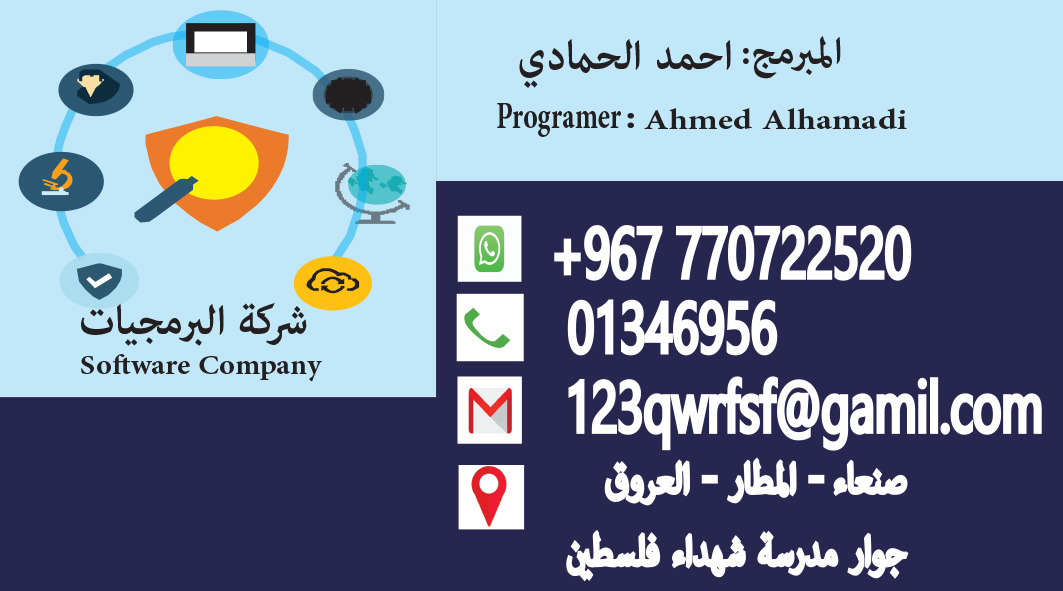 المبرمج: احمد الحمادي
Programer : Ahmed Alhamadi
شركة البرمجيات
Software Company
+967 770722520
01346956
123qwrfsf@gamil.com
صنعاء - المطار - العروق
جوار مدرسة شهداء فلسطين